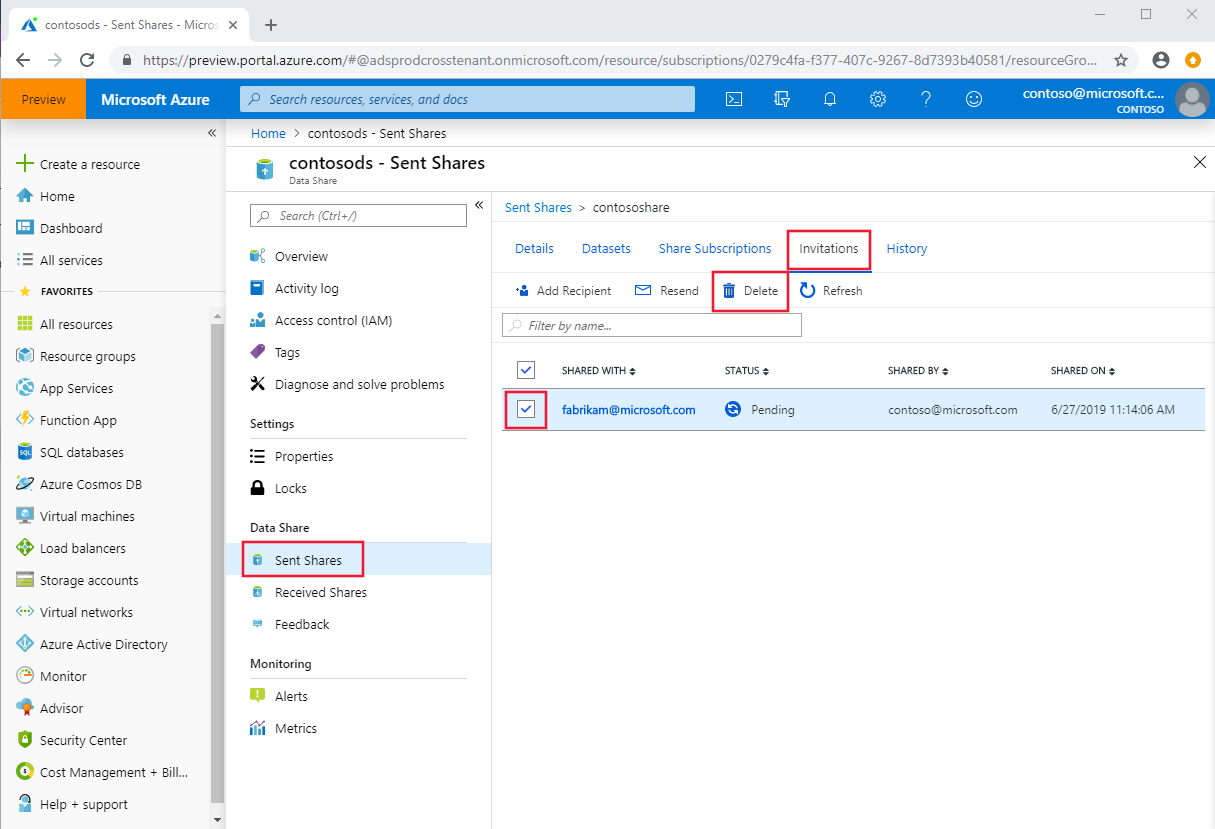 contosods - Sent Shares - Micros
https://preview.portal.azure.com/#@adsprodcrosstenant.onmicrosoft.com/resource/subscriptions/0279c4fa-f377-407c-9267-8d7393b40581/resourceGro...
Preview
Microsoft Azure
Search resources, services, and docs
contoso@microsoft.c...
CONTOSO
Create a resource
Home
Dashboard
All services
FAVORITES
All resources
Resource groups
App Services
Function App
SQL databases
Azure Cosmos DB
Virtual machines
Load balancers
Storage accounts
Virtual networks
Azure Active Directory
Monitor
Advisor
Security Center
Cost Management + Bill...
Help + support
Home > contosods - Sent Shares
contosods - Sent Shares
Data Share
Search (Ctrl+/)
Overview
Activity log
Access control (IAM)
Tags
Diagnose and solve problems
Settings
Properties
Locks
Data Share
Sent Shares
Received Shares
Feedback
Monitoring
Alerts
Metrics
Sent Shares > contososhare
Details Datasets Share Subscriptions Invitations History
Add Recipient Resend Delete Refresh
Filter by name...
SHARED WITH STATUS SHARED BY SHARED ON
fabrikam@microsoft.com Pending contoso@microsoft.com 6/27/2019 11:14:06 AM